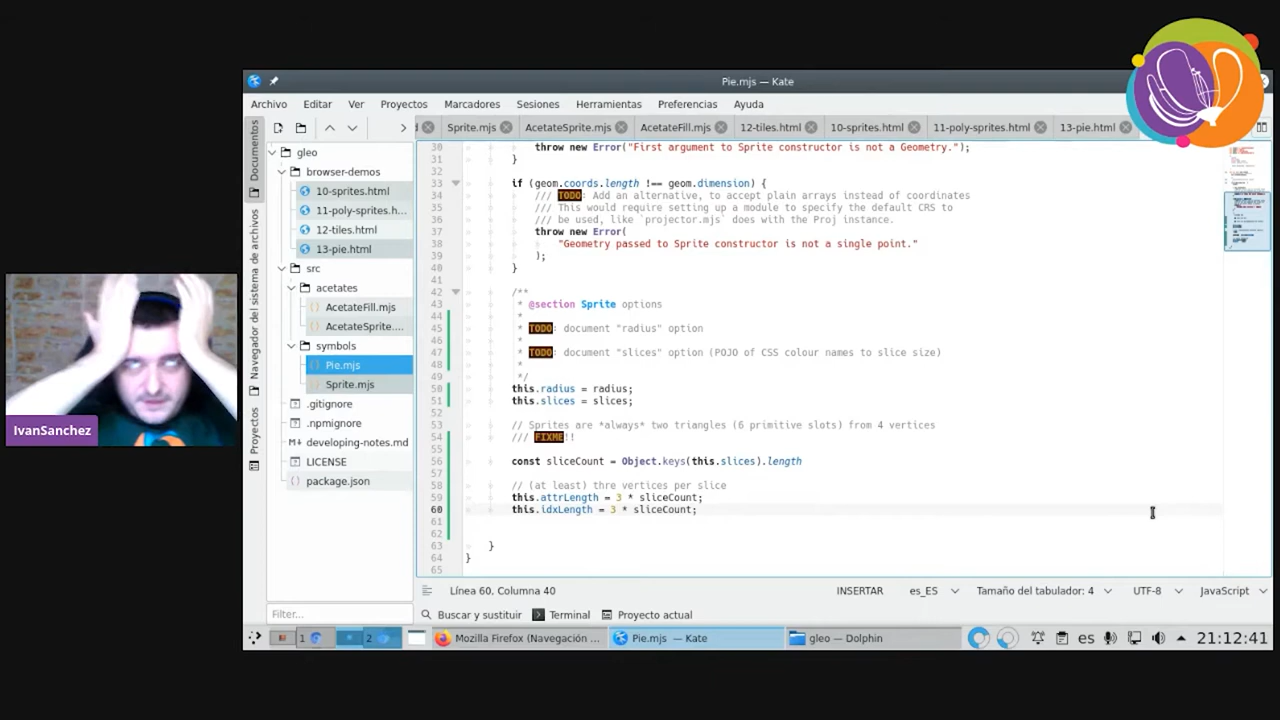 Pie.mjs — Kate
Archivo Editar Ver Proyectos Marcadores Sesiones Herramientas Preferencias Ayuda
Sprite.mjs AcetateSprite.mjs AcetateFill.mjs 12-tiles.html 10-sprites.html 11-poly-sprites.html 13-pie.html
Documentos
Navegador del sistema de archivos
Proyectos
gleo
browser-demos
10-sprites.html
11-poly-sprites.h...
12-tiles.html
13-pie.html
src
acetates
AcetateFill.mjs
AcetateSprite....
symbols
Pie.mjs
Sprite.mjs
.gitignore
.npmignore
developing-notes.md
LICENSE
package.json
Filter...
30 throw new Error("First argument to Sprite constructor is not a Geometry.");
31 }
32
33 if (geom.coords.length !== geom.dimension) {
34 /// TODO: Add an alternative, to accept plain arrays instead of coordinates
35 /// This would require setting up a module to specify the default CRS to
36 /// be used, like `projector.mjs` does with the Proj instance.
37 throw new Error(
38 "Geometry passed to Sprite constructor is not a single point."
39 );
40 }
41
42 /**
43 * @section Sprite options
44 *
45 * TODO: document "radius" option
46 *
47 * TODO: document "slices" option (POJO of CSS colour names to slice size)
48 *
49 */
50 this.radius = radius;
51 this.slices = slices;
52
53 // Sprites are *always* two triangles (6 primitive slots) from 4 vertices
54 /// FIXME!!
55
56 const sliceCount = Object.keys(this.slices).length
57
58 // (at least) thre vertices per slice
59 this.attrLength = 3 * sliceCount;
60 this.idxLength = 3 * sliceCount;
61
62
63 }
64 }
65
Línea 60, Columna 40 INSERTAR es_ES Tamaño del tabulador: 4 UTF-8 JavaScript
Buscar y sustituir Terminal Proyecto actual
1 2 Mozilla Firefox (Navegación ... Pie.mjs — Kate gleo — Dolphin es 21:12:41
IvanSanchez